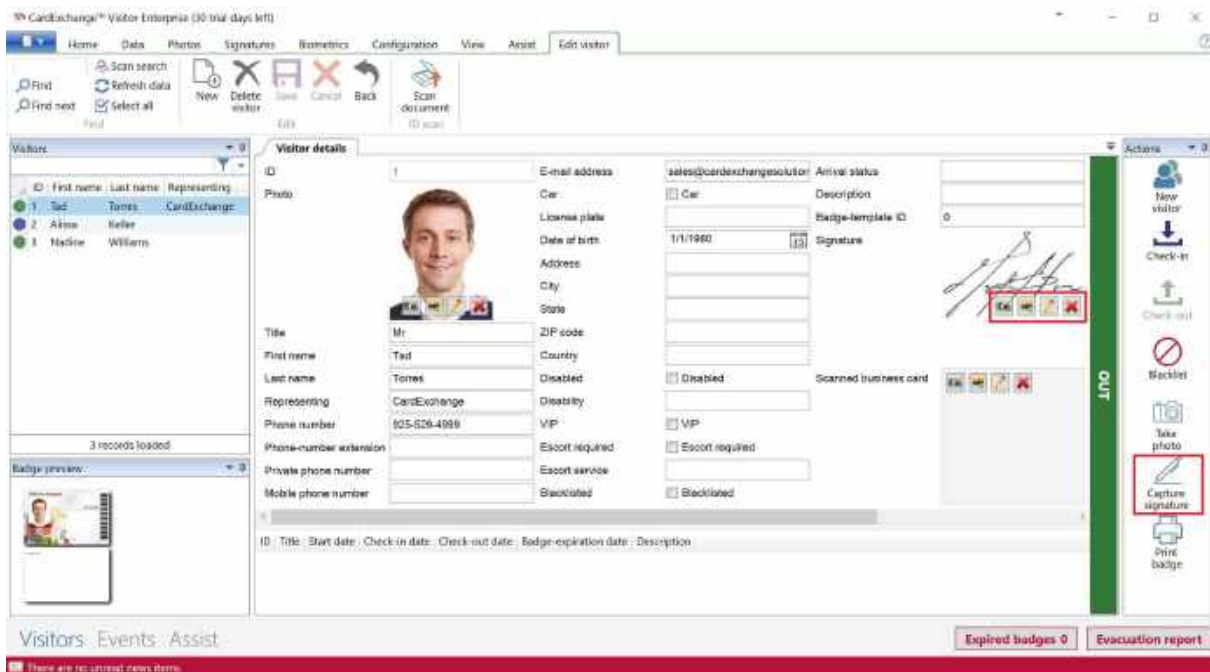 CardExchange™ Visitor Enterprise (30 trial days left)
Home Data Photos Signatures Biometrics Configuration View Assist Edit visitor
Find
Find next
Scan search
Refresh data
Select all
Find
New
Delete visitor
Save
Cancel
Back
Edit
Scan document
ID scan
Visitors
ID First name Last name Representing
1 Tad Torres CardExchange
2 Keller
3 Nadine Williams
3 records loaded
Badge preview
Visitor details
ID 1
Photo
Title Mr
First name Tad
Last name Torres
Representing CardExchange
Phone number 925-529-4999
Phone-number extension
Private phone number
Mobile phone number
E-mail address sales@cardexchangesolution
Car Car
License plate
Date of birth 1/1/1980 15
Address
City
State
ZIP code
Country
Disabled Disabled
Disability
VIP VIP
Escort required Escort required
Escort service
Blacklisted Blacklisted
Arrival status
Description
Badge-template ID 0
Signature
Scanned business card
OUT
ID Title Start date Check-in date Check-out date Badge-expiration date Description
Actions
New visitor
Check-in
Check-out
Blacklist
Take photo
Capture signature
Print badge
Visitors Events Assist
Expired badges 0
Evacuation report
There are no unread news items.